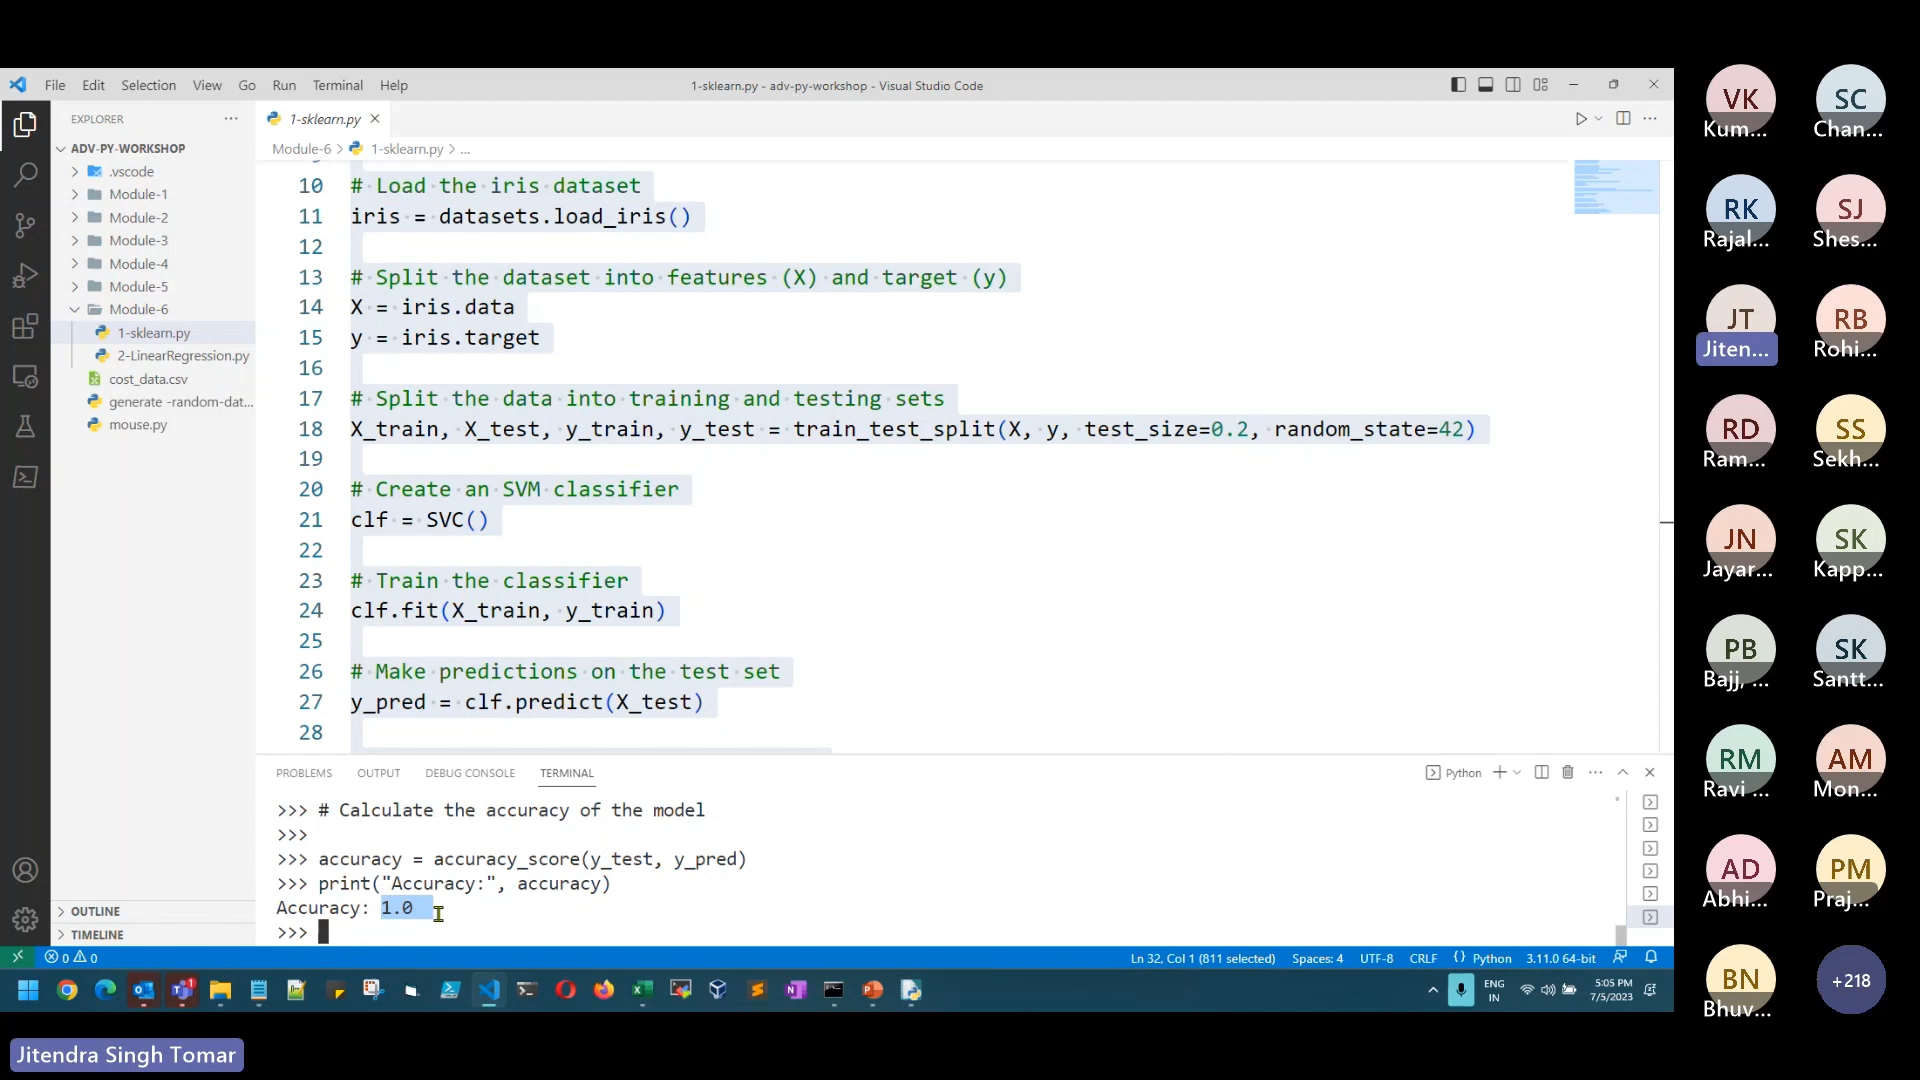 File Edit Selection View Go Run Terminal Help
1-sklearn.py - adv-py-workshop - Visual Studio Code
EXPLORER
ADV-PY-WORKSHOP
.vscode
Module-1
Module-2
Module-3
Module-4
Module-5
Module-6
1-sklearn.py
2-LinearRegression.py
cost_data.csv
generate -random-dat...
mouse.py
OUTLINE
TIMELINE
1-sklearn.py
Module-6 > 1-sklearn.py > ...
10 # Load the iris dataset
11 iris = datasets.load_iris()
12
13 # Split the dataset into features (X) and target (y)
14 X = iris.data
15 y = iris.target
16
17 # Split the data into training and testing sets
18 X_train, X_test, y_train, y_test = train_test_split(X, y, test_size=0.2, random_state=42)
19
20 # Create an SVM classifier
21 clf = SVC()
22
23 # Train the classifier
24 clf.fit(X_train, y_train)
25
26 # Make predictions on the test set
27 y_pred = clf.predict(X_test)
28
PROBLEMS OUTPUT DEBUG CONSOLE TERMINAL
Python
>>> # Calculate the accuracy of the model
>>>
>>> accuracy = accuracy_score(y_test, y_pred)
>>> print("Accuracy:", accuracy)
Accuracy: 1.0
>>>
0 0
Ln 32, Col 1 (811 selected) Spaces: 4 UTF-8 CRLF {} Python 3.11.0 64-bit
ENG
IN
5:05 PM
7/5/2023
Jitendra Singh Tomar
VK SC
Kum... Chan...
RK SJ
Rajal... Shes...
JT RB
Jiten... Rohi...
RD SS
Ram... Sekh...
JN SK
Jayar... Kapp...
PB SK
Bajj, ... Santt...
RM AM
Ravi ... Mon...
AD PM
Abhi... Praj...
BN +218
Bhuv...